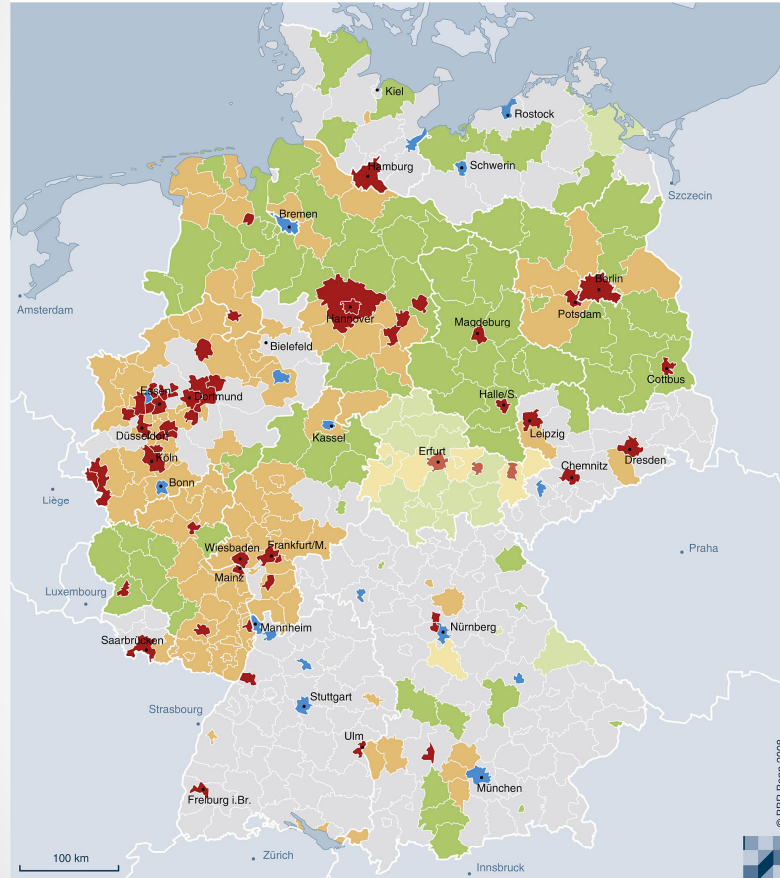 Kiel
Rostock
Hamburg
Schwerin
Szczecin
Bremen
Amsterdam
Berlin
Hannover
Potsdam
Magdeburg
Bielefeld
Essen
Dortmund
Cottbus
Halle/S.
Düsseldorf
Kassel
Leipzig
Köln
Erfurt
Chemnitz
Dresden
Bonn
Liège
Wiesbaden
Frankfurt/M.
Praha
Mainz
Luxembourg
Mannheim
Nürnberg
Saarbrücken
Stuttgart
Strasbourg
Ulm
München
Freiburg i.Br.
100 km
Zürich
Innsbruck